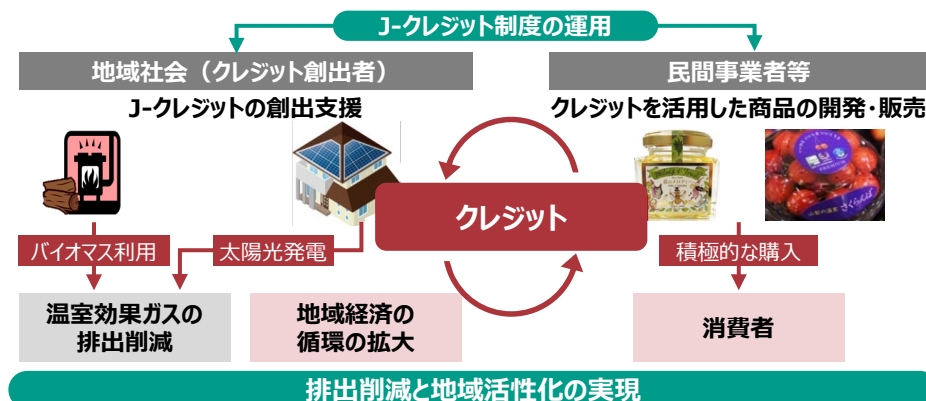 J-クレジット制度の運用
地域社会（クレジット創出者）
民間事業者等
J-クレジットの創出支援
クレジットを活用した商品の開発・販売
クレジット
さくらんぼ
バイオマス利用
太陽光発電
積極的な購入
温室効果ガスの
排出削減
地域経済の
循環の拡大
消費者
排出削減と地域活性化の実現